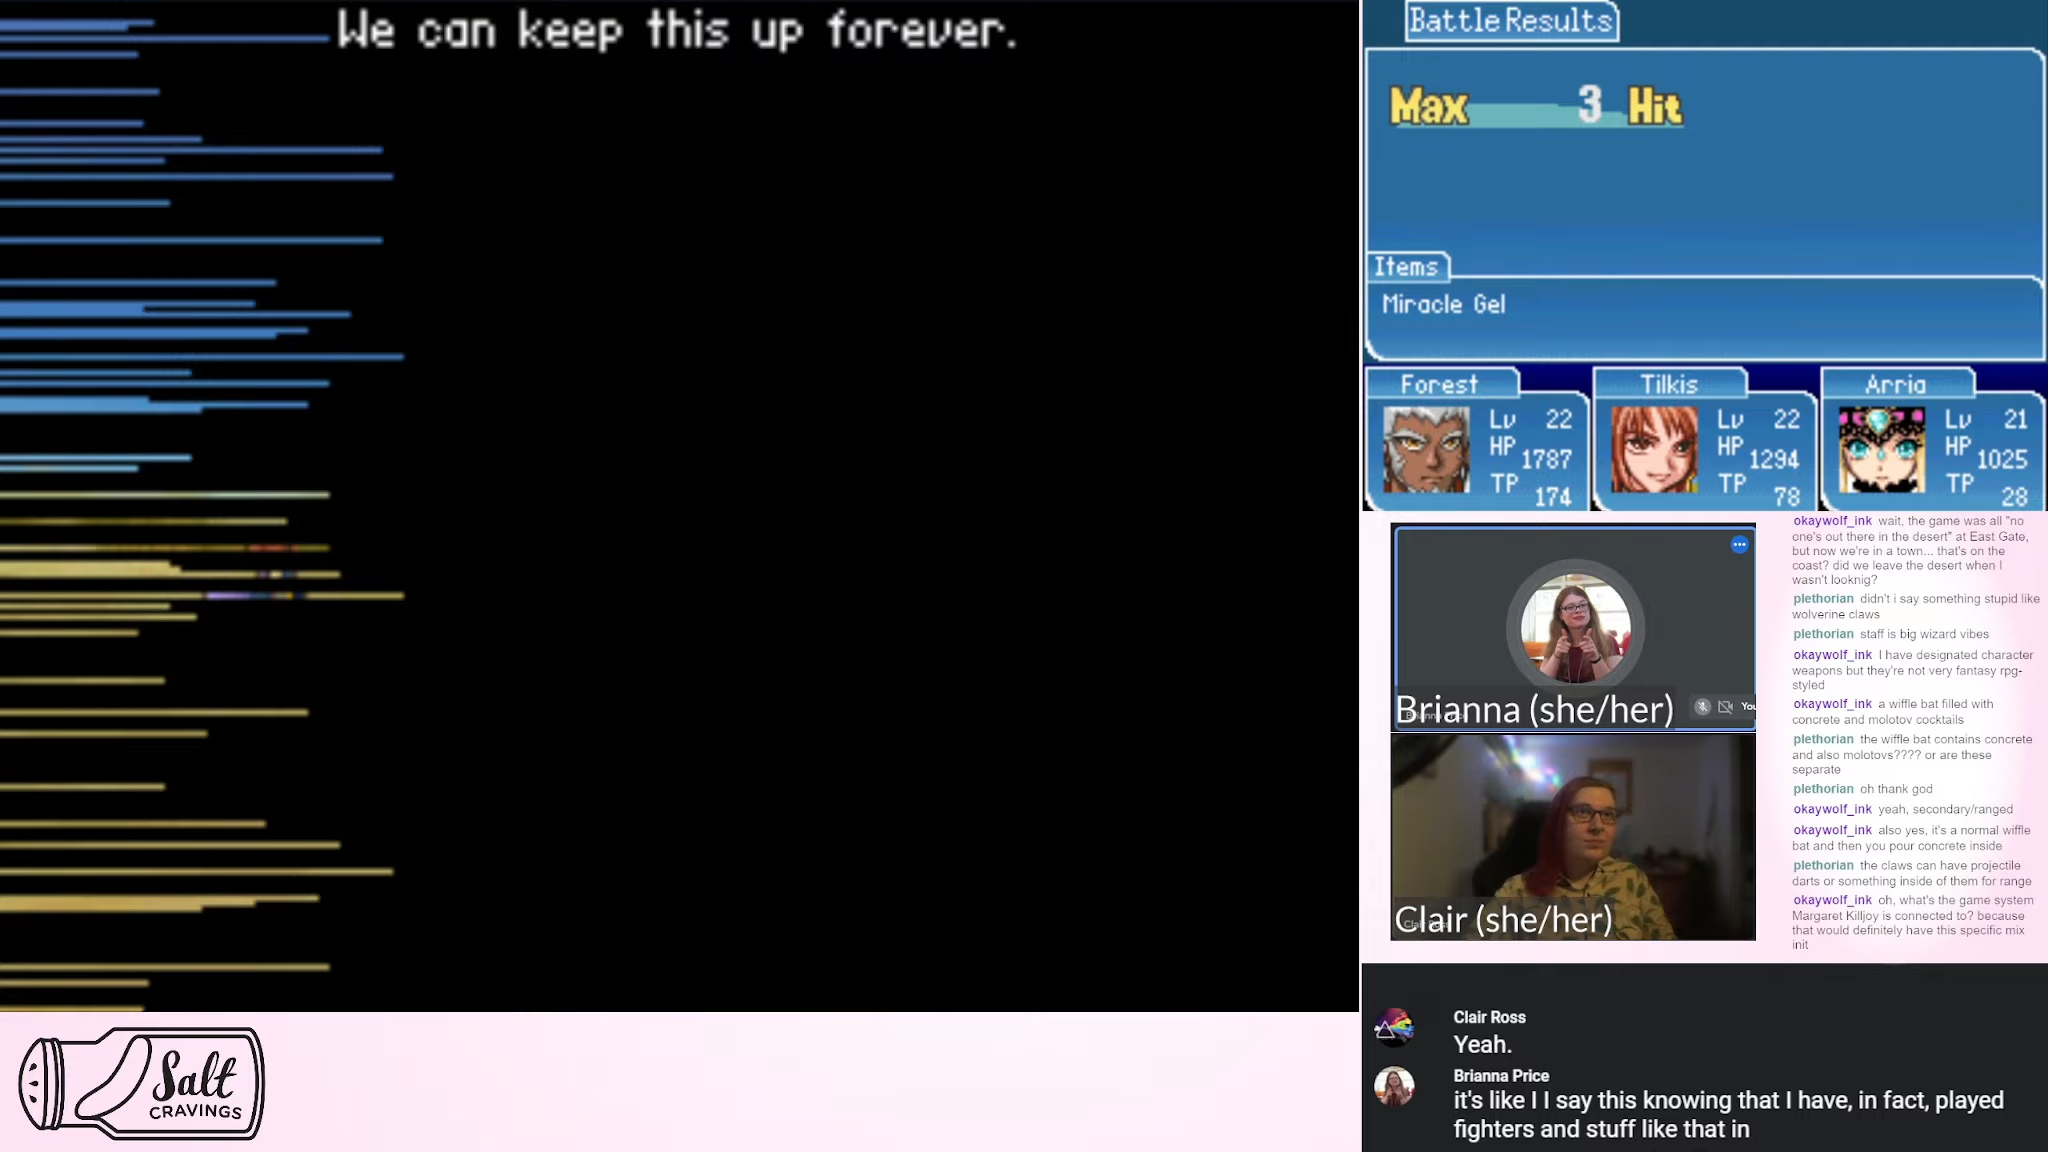 We can keep this up forever.
Battle Results
Max 3 Hit
Items
Miracle Gel
Forest
Lv 22
HP 1787
TP 174
Tilkis
Lv 22
HP 1294
TP 78
Arria
Lv 21
HP 1025
TP 28
Brianna (she/her)
You
Clair (she/her)
okaywolf_ink wait, the game was all "no
one's out there in the desert" at East Gate,
but now we're in a town... that's on the
coast? did we leave the desert when I
wasn't looknig?
plethorian didn't i say something stupid like
wolverine claws
plethorian staff is big wizard vibes
okaywolf_ink I have designated character
weapons but they're not very fantasy rpg-
styled
okaywolf_ink a wiffle bat filled with
concrete and molotov cocktails
plethorian the wiffle bat contains concrete
and also molotovs???? or are these
separate
plethorian oh thank god
okaywolf_ink yeah, secondary/ranged
okaywolf_ink also yes, it's a normal wiffle
bat and then you pour concrete inside
plethorian the claws can have projectile
darts or something inside of them for range
okaywolf_ink oh, what's the game system
Margaret Killjoy is connected to? because
that would definitely have this specific mix
init
Clair Ross
Yeah.
Brianna Price
it's like I I say this knowing that I have, in fact, played
fighters and stuff like that in
Salt
CRAVINGS